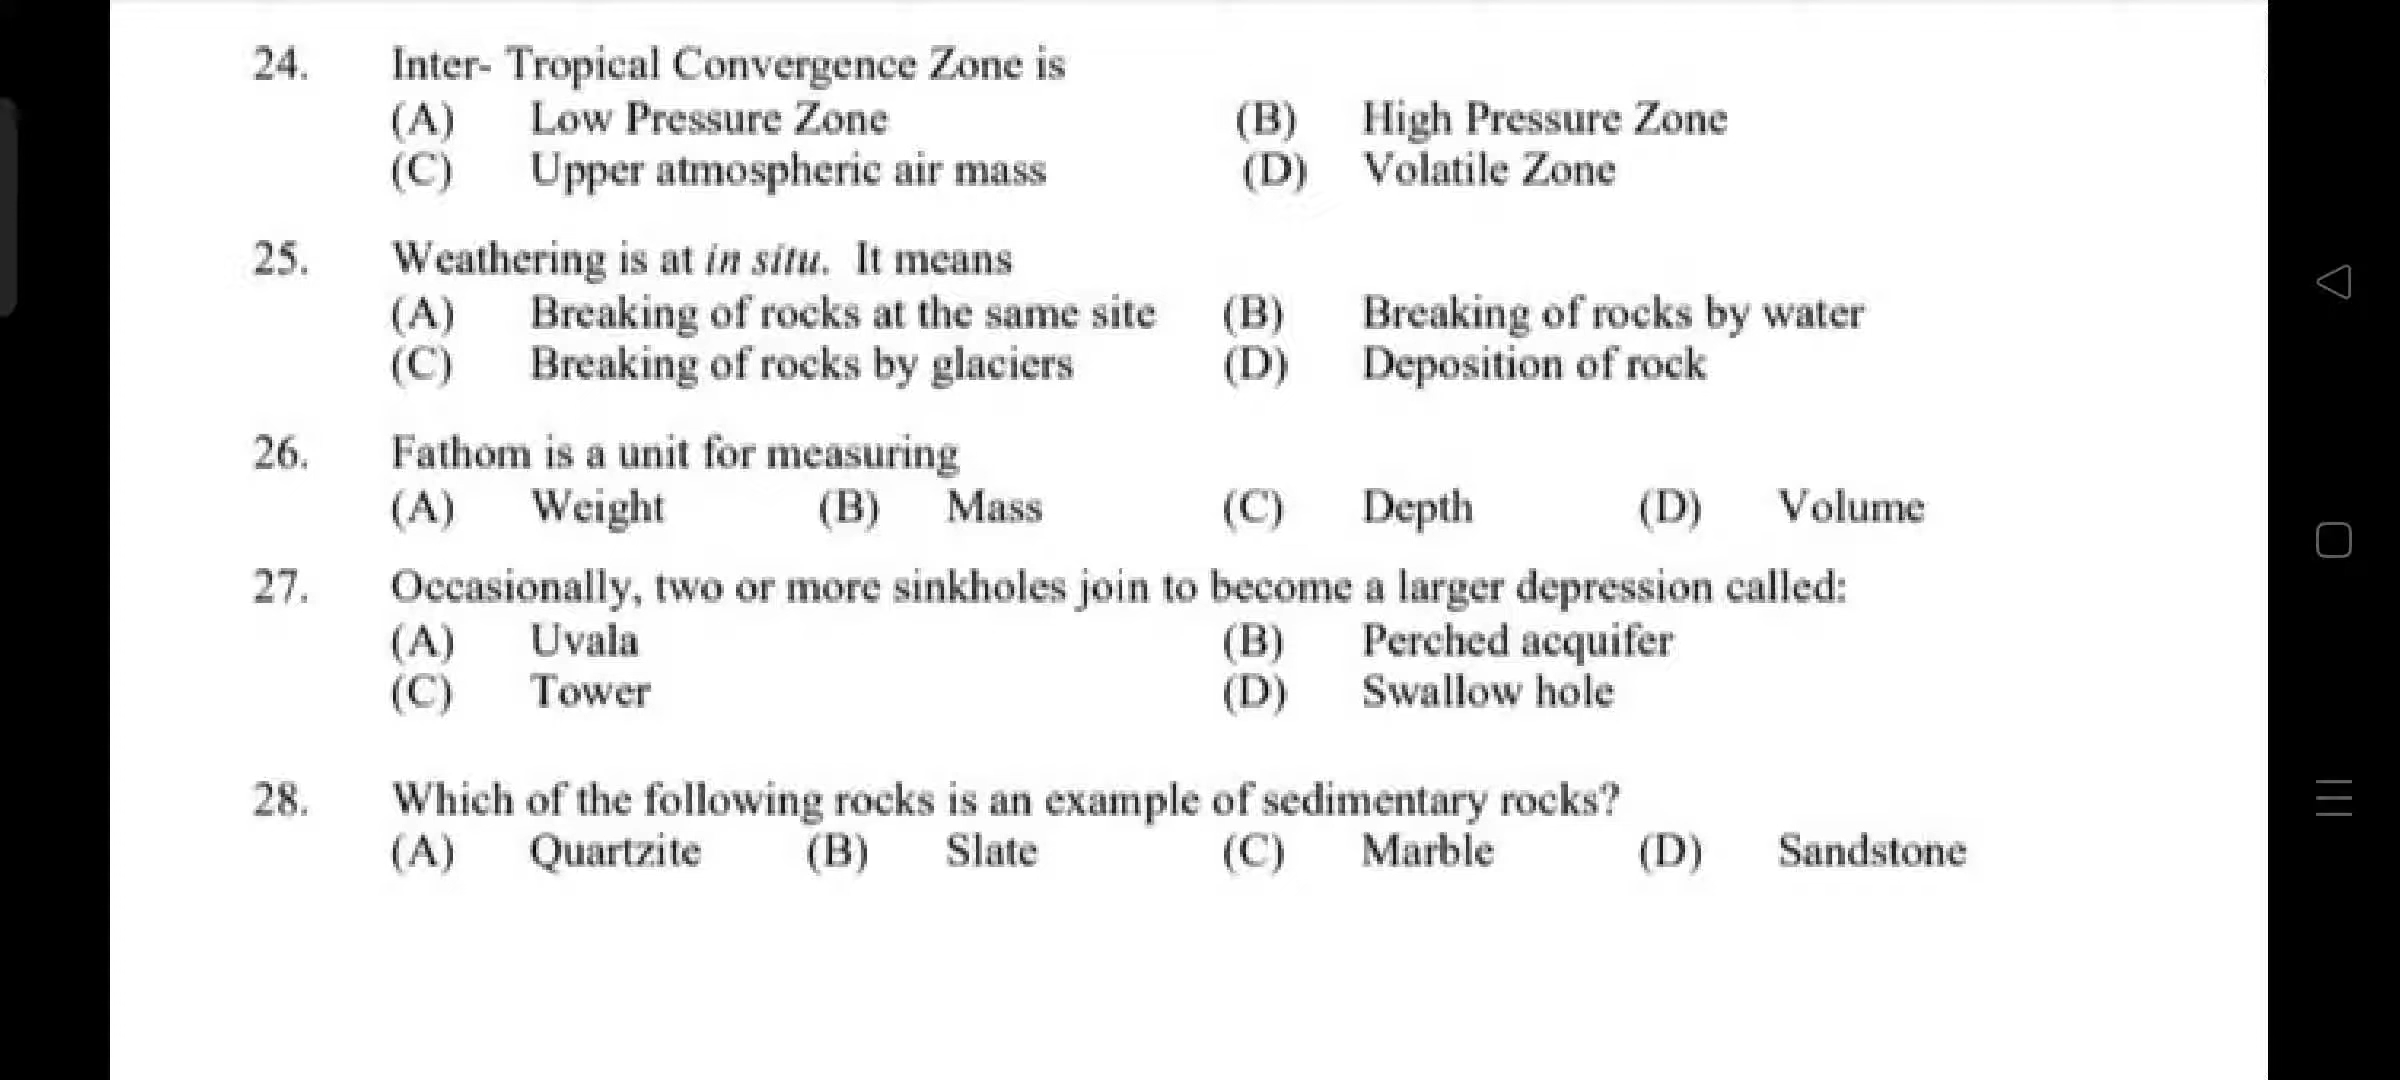 24. Inter- Tropical Convergence Zone is
(A) Low Pressure Zone (B) High Pressure Zone
(C) Upper atmospheric air mass (D) Volatile Zone
25. Weathering is at in situ. It means
(A) Breaking of rocks at the same site (B) Breaking of rocks by water
(C) Breaking of rocks by glaciers (D) Deposition of rock
26. Fathom is a unit for measuring
(A) Weight (B) Mass (C) Depth (D) Volume
27. Occasionally, two or more sinkholes join to become a larger depression called:
(A) Uvala (B) Perched acquifer
(C) Tower (D) Swallow hole
28. Which of the following rocks is an example of sedimentary rocks?
(A) Quartzite (B) Slate (C) Marble (D) Sandstone